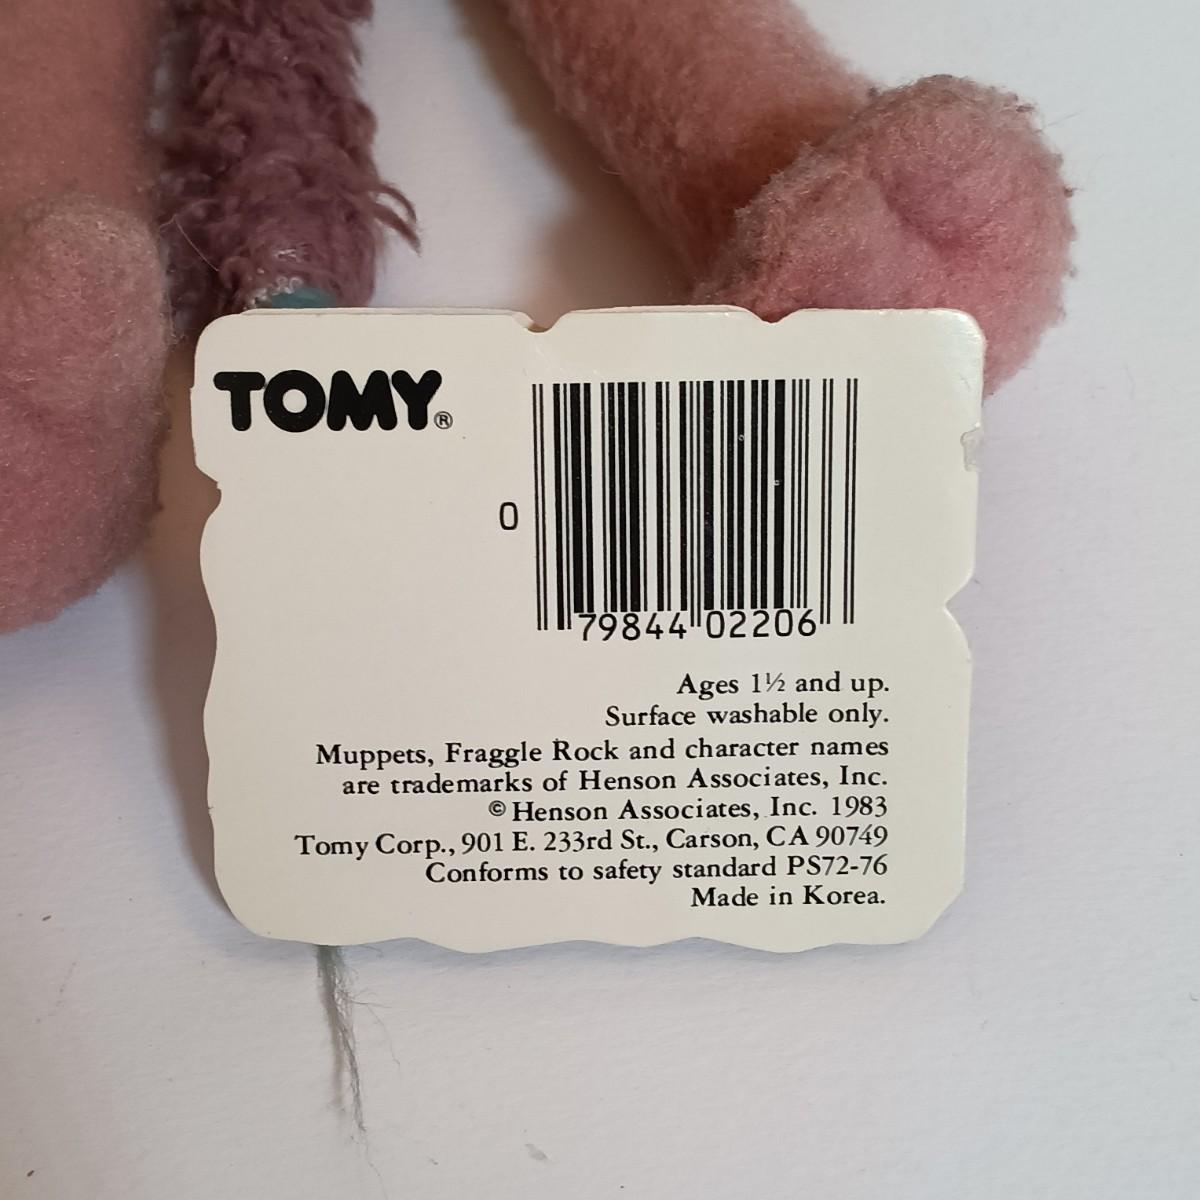 TOMY®
0 79844 02206
Ages 1½ and up.
Surface washable only.
Muppets, Fraggle Rock and character names
are trademarks of Henson Associates, Inc.
© Henson Associates, Inc. 1983
Tomy Corp., 901 E. 233rd St., Carson, CA 90749
Conforms to safety standard PS72-76
Made in Korea.